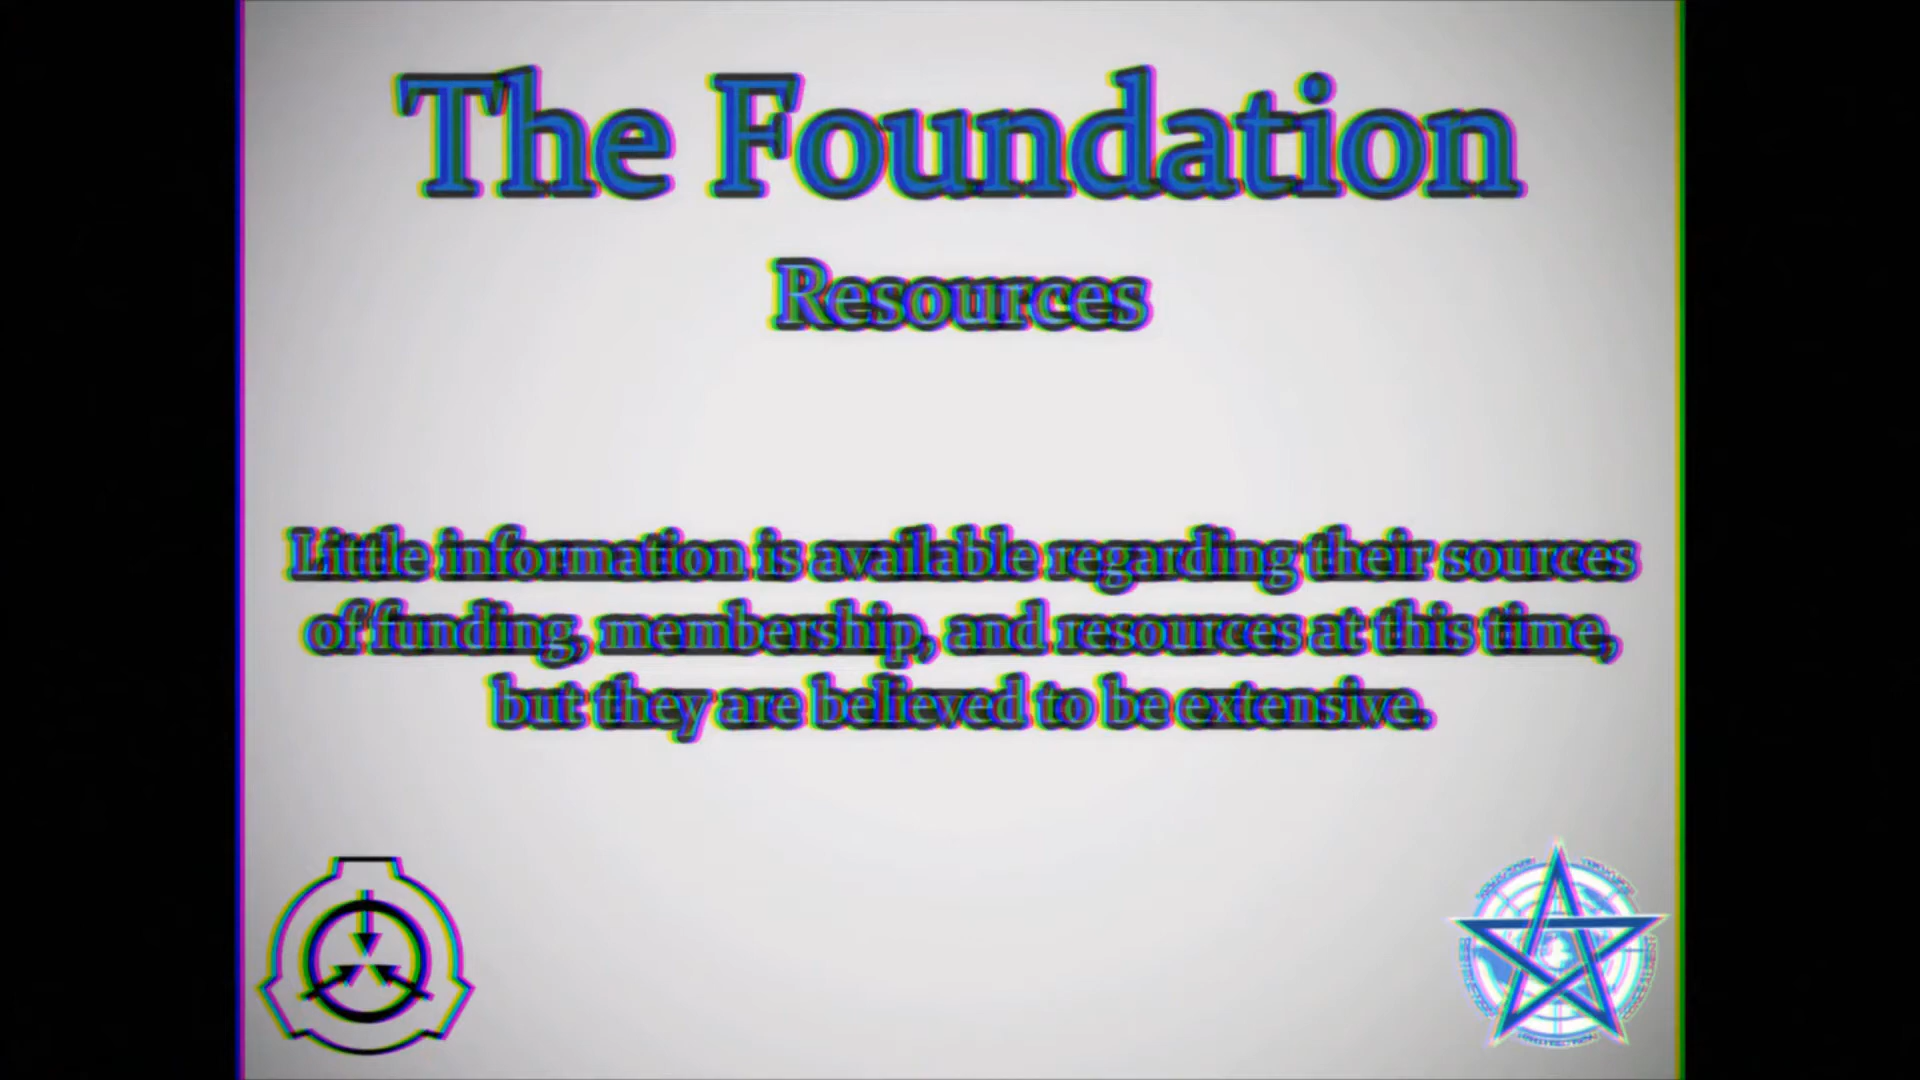 The Foundation
Resources
Little information is available regarding their sources
of funding, membership, and resources at this time,
but they are believed to be extensive.